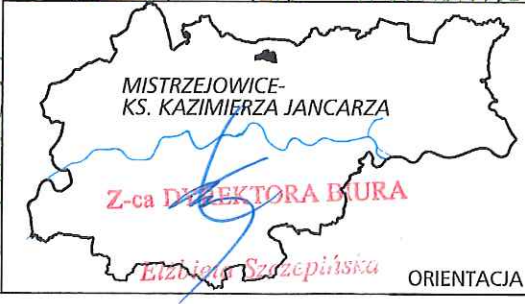 MISTRZEJOWICE-
KS. KAZIMIERZA JANCARZA
Z-ca DYREKTORA BIURA
Elżbieta Szczepińska
ORIENTACJA